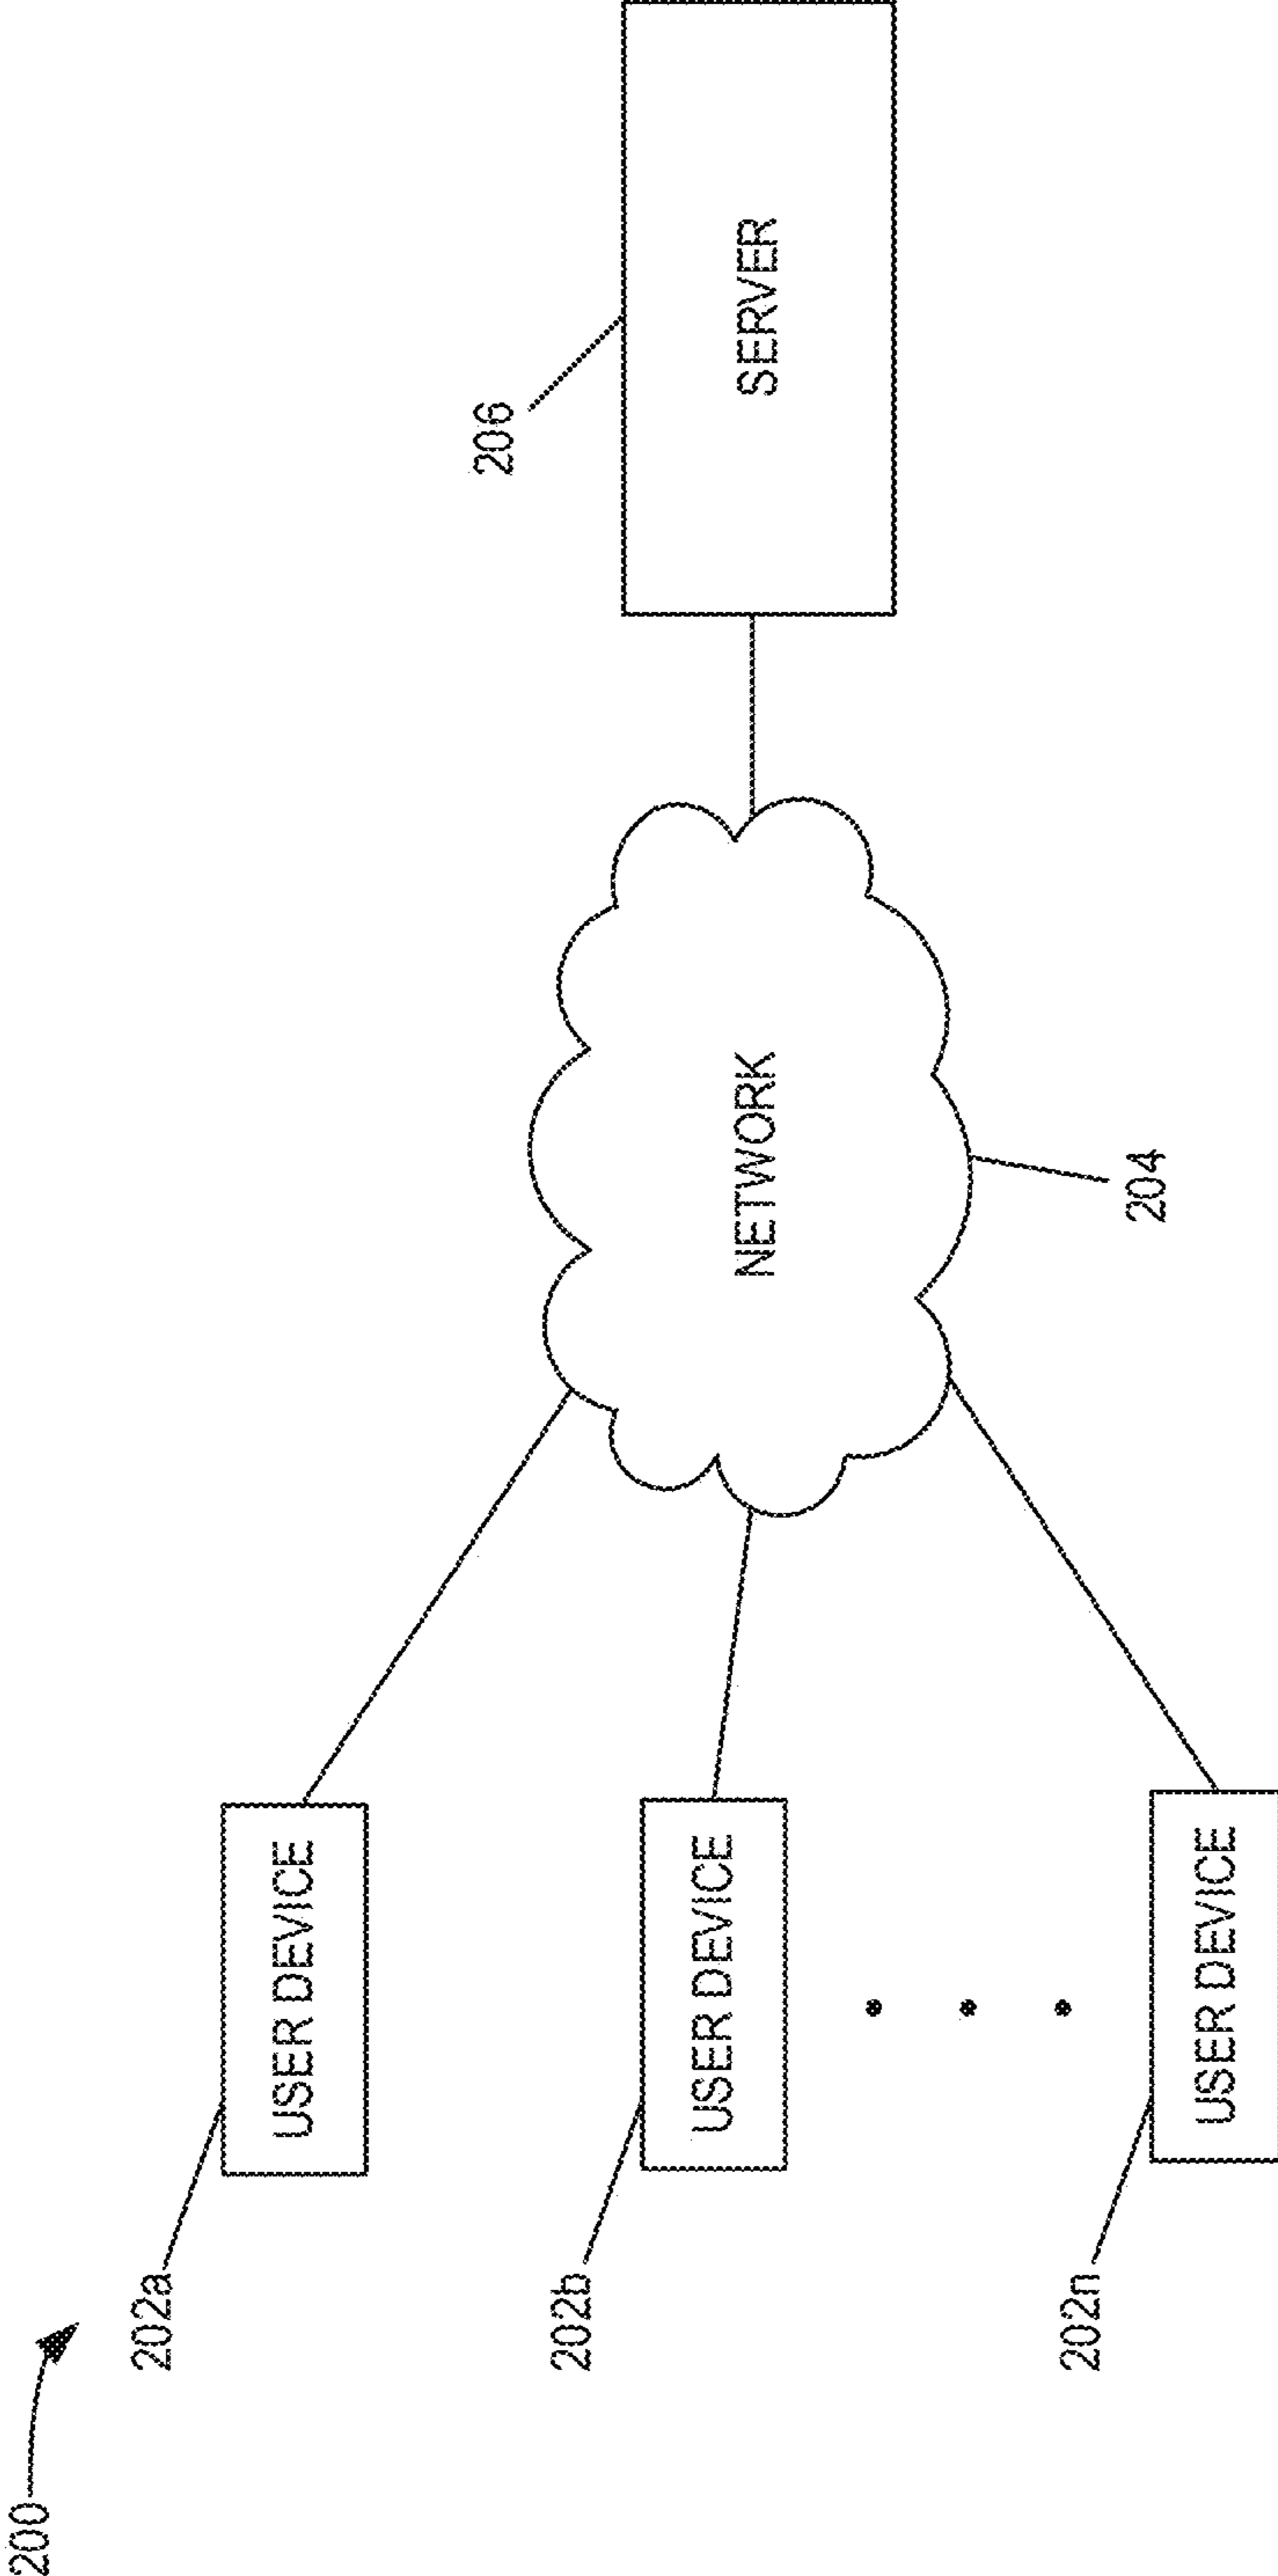 200
202a
USER DEVICE
202b
USER DEVICE
202n
USER DEVICE
NETWORK
204
206
SERVER